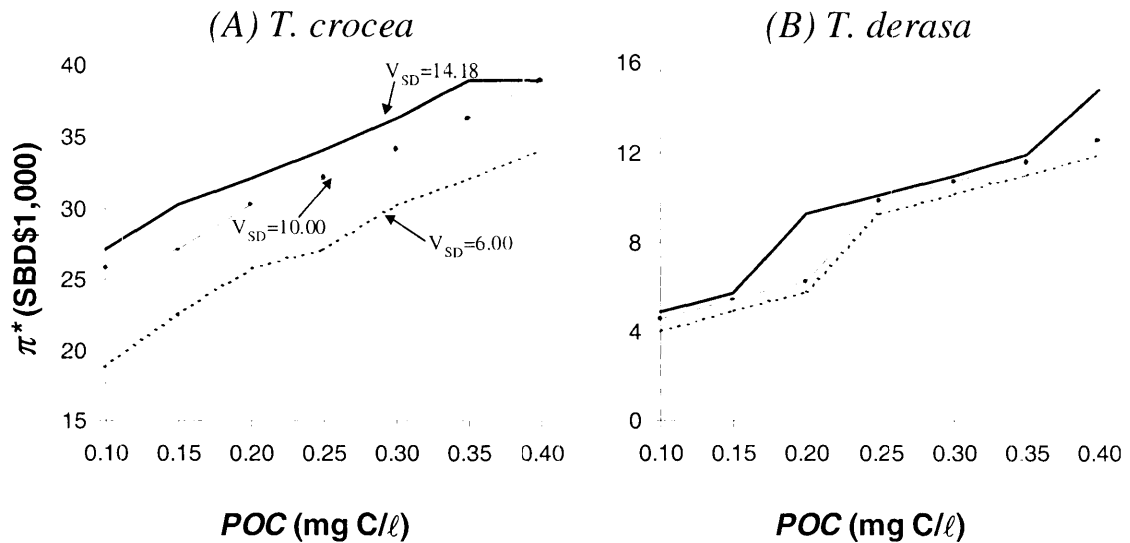 (A) T. crocea
(B) T. derasa
π* (SBD$1,000)
40
35
30
25
20
15
V_SD=14.18
V_SD=10.00
V_SD=6.00
0.10 0.15 0.20 0.25 0.30 0.35 0.40
POC (mg C/ℓ)
16
12
8
4
0
0.10 0.15 0.20 0.25 0.30 0.35 0.40
POC (mg C/ℓ)